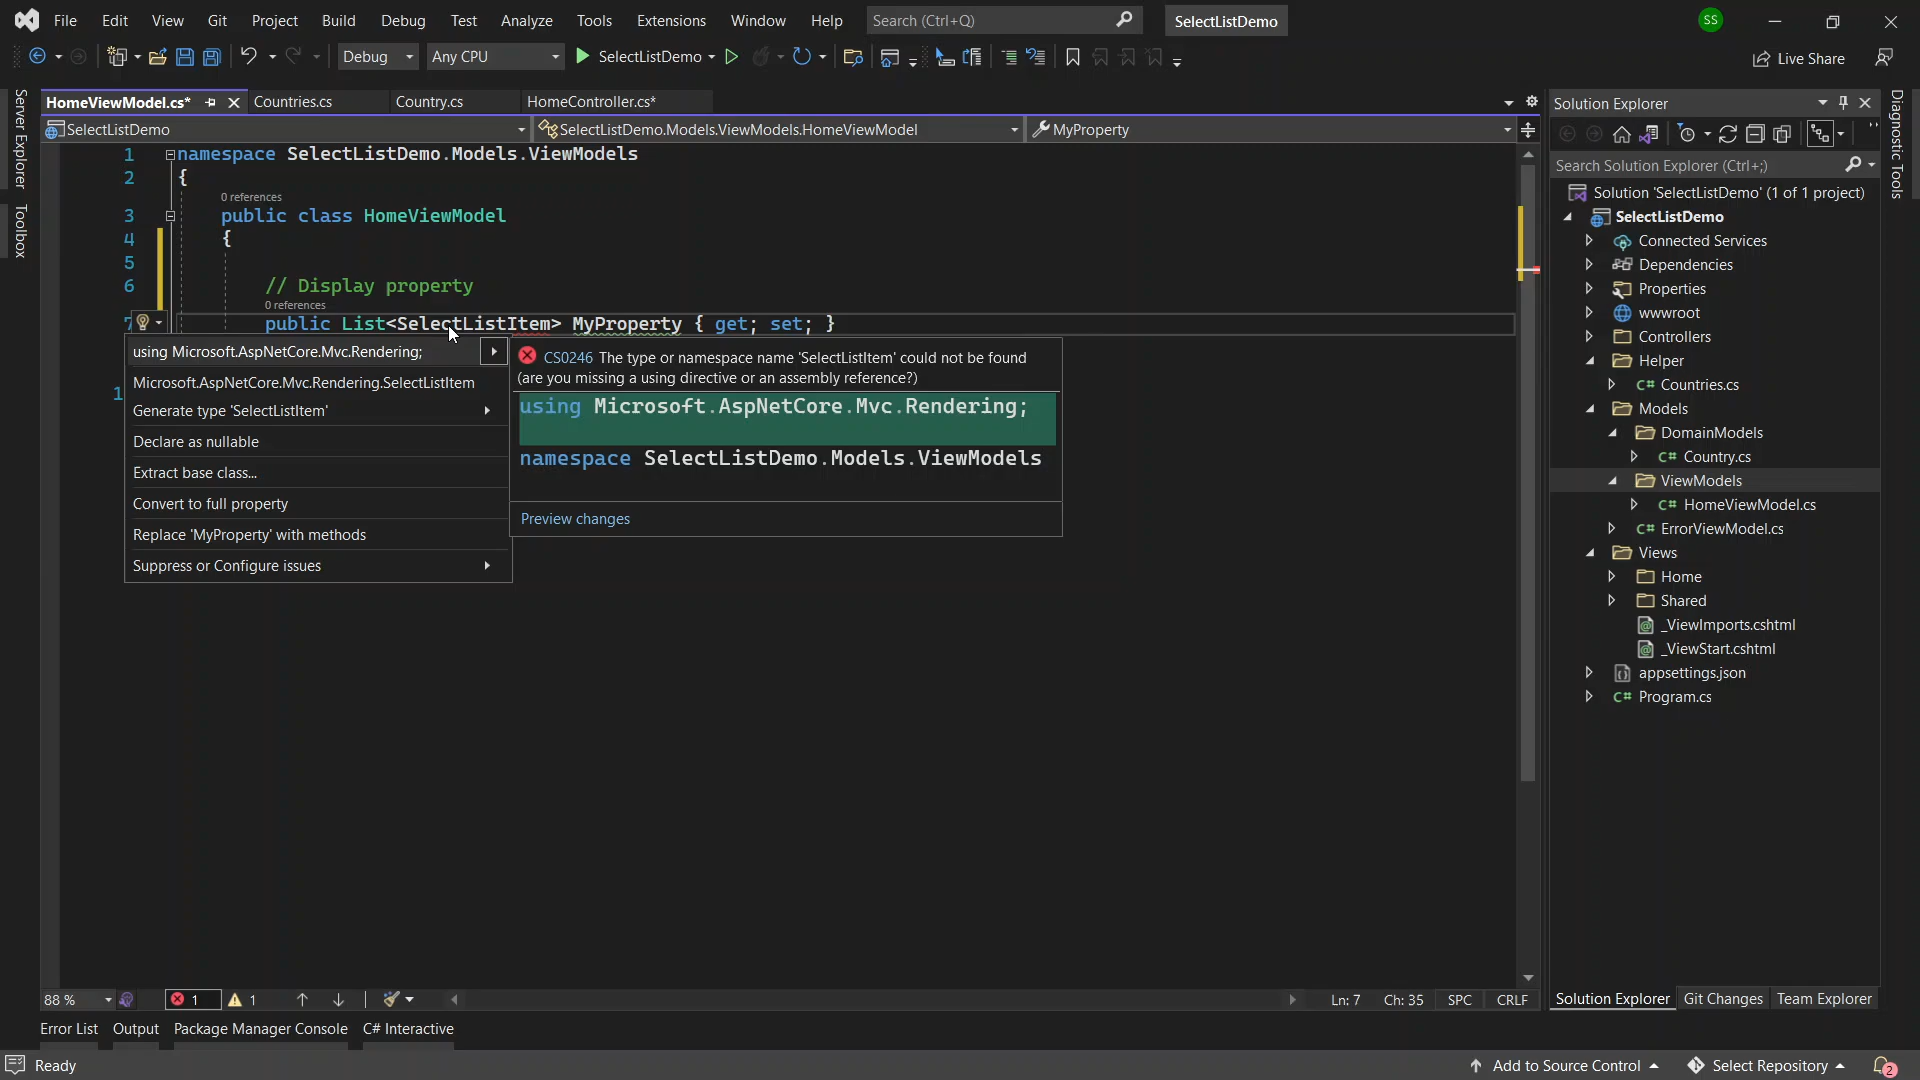 File Edit View Git Project Build Debug Test Analyze Tools Extensions Window Help Search (Ctrl+Q) SelectListDemo SS
Debug Any CPU SelectListDemo Live Share
Server Explorer
Toolbox
HomeViewModel.cs* Countries.cs Country.cs HomeController.cs*
SelectListDemo SelectListDemo.Models.ViewModels.HomeViewModel MyProperty
1 namespace SelectListDemo.Models.ViewModels
2 {
0 references
3 public class HomeViewModel
4 {
5
6 // Display property
0 references
7 public List<SelectListItem> MyProperty { get; set; }
1
using Microsoft.AspNetCore.Mvc.Rendering;
Microsoft.AspNetCore.Mvc.Rendering.SelectListItem
Generate type 'SelectListItem'
Declare as nullable
Extract base class...
Convert to full property
Replace 'MyProperty' with methods
Suppress or Configure issues
CS0246 The type or namespace name 'SelectListItem' could not be found
(are you missing a using directive or an assembly reference?)
using Microsoft.AspNetCore.Mvc.Rendering;
namespace SelectListDemo.Models.ViewModels
Preview changes
88 % 1 1 Ln: 7 Ch: 35 SPC CRLF
Solution Explorer
Search Solution Explorer (Ctrl+;)
Solution 'SelectListDemo' (1 of 1 project)
SelectListDemo
Connected Services
Dependencies
Properties
wwwroot
Controllers
Helper
C# Countries.cs
Models
DomainModels
C# Country.cs
ViewModels
C# HomeViewModel.cs
C# ErrorViewModel.cs
Views
Home
Shared
_ViewImports.cshtml
_ViewStart.cshtml
appsettings.json
C# Program.cs
Solution Explorer Git Changes Team Explorer
Diagnostic Tools
Error List Output Package Manager Console C# Interactive
Ready Add to Source Control Select Repository 2